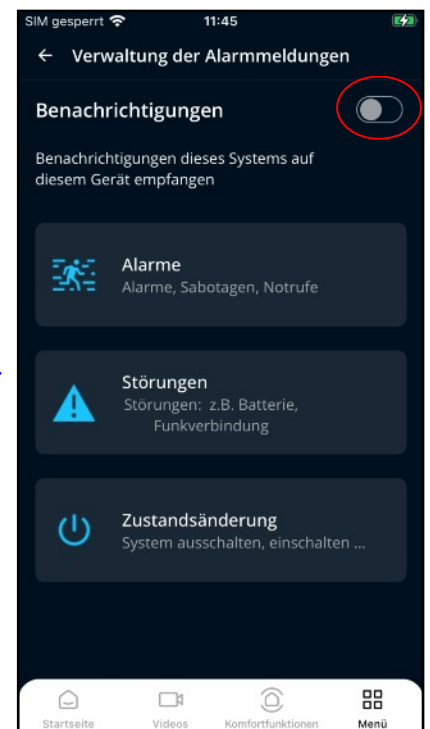 SIM gesperrt 11:45
Verwaltung der Alarmmeldungen
Benachrichtigungen
Benachrichtigungen dieses Systems auf
diesem Gerät empfangen
Alarme
Alarme, Sabotagen, Notrufe
Störungen
Störungen: z.B. Batterie,
Funkverbindung
Zustandsänderung
System ausschalten, einschalten ...
Startseite Videos Komfortfunktionen Menü